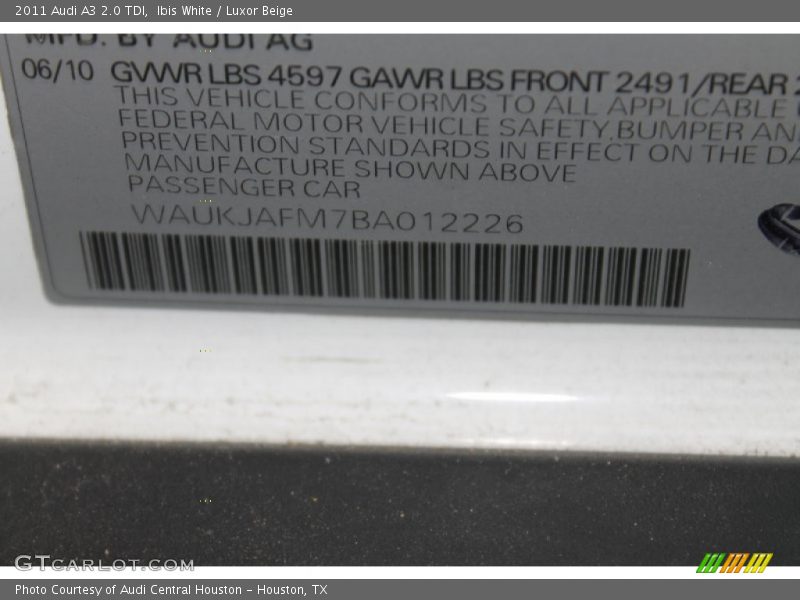 2011 Audi A3 2.0 TDI, Ibis White / Luxor Beige
MFD. BY AUDI AG
06/10 GVWR LBS 4597 GAWR LBS FRONT 2491/REAR
THIS VEHICLE CONFORMS TO ALL APPLICABLE
FEDERAL MOTOR VEHICLE SAFETY,BUMPER AN
PREVENTION STANDARDS IN EFFECT ON THE DA
MANUFACTURE SHOWN ABOVE
PASSENGER CAR
WAUKJAFM7BA012226
GTCARLOT.COM
Photo Courtesy of Audi Central Houston - Houston, TX